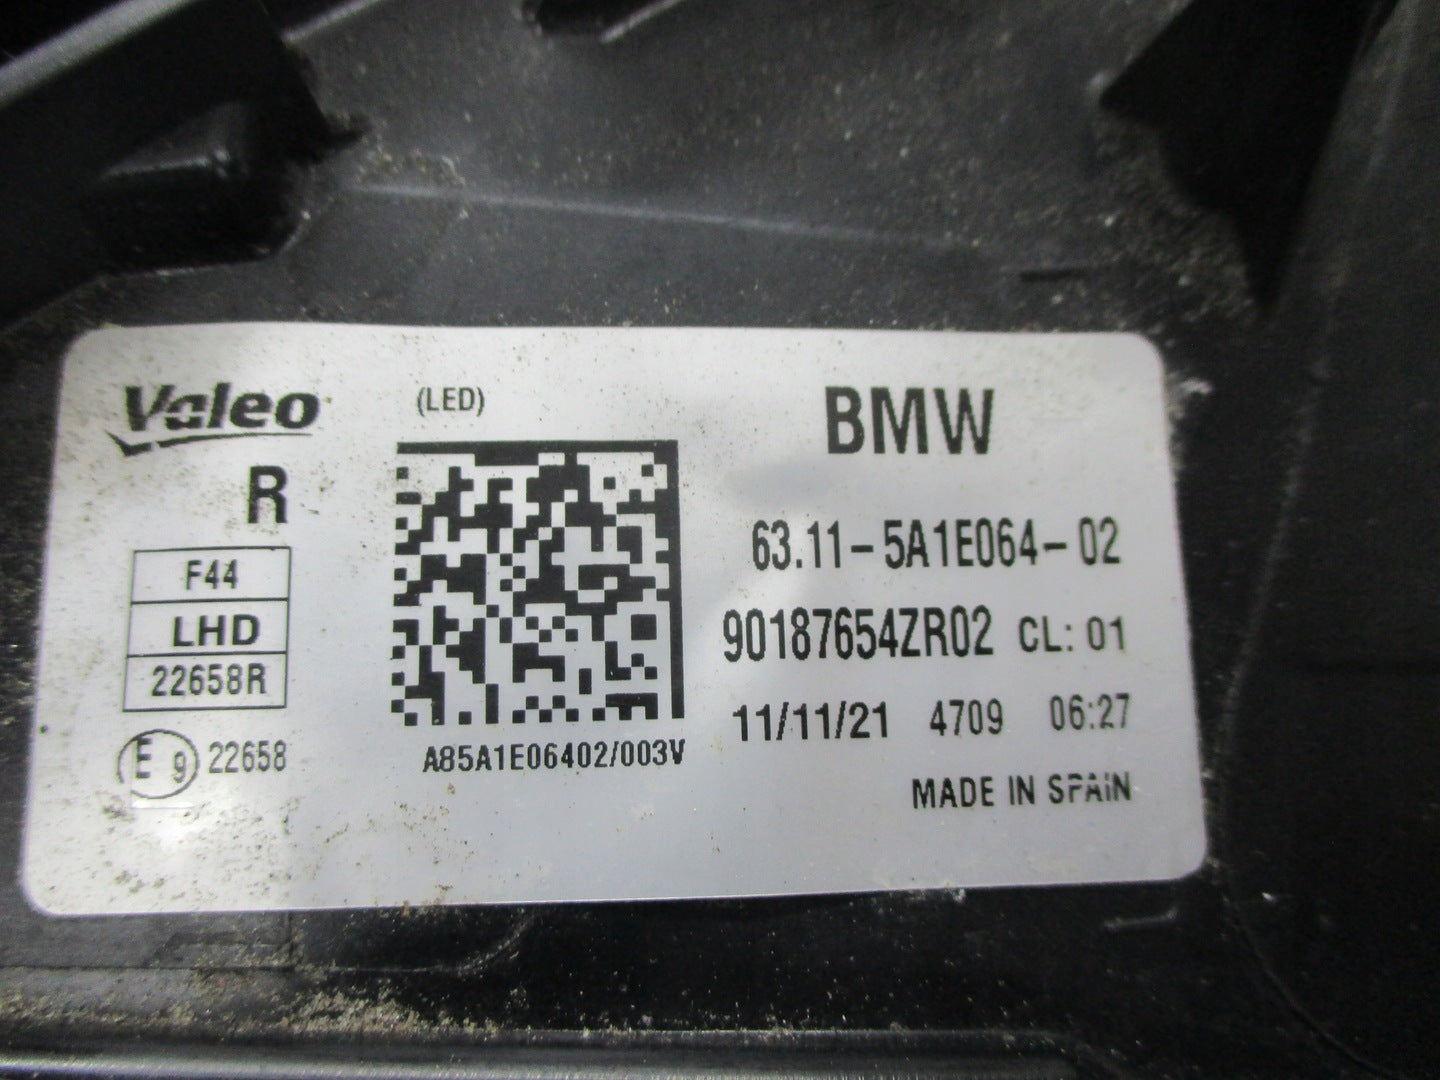 Valeo (LED) BMW
R
F44
LHD
22658R
E 9 22658
A85A1E06402/003V
63.11-5A1E064-02
90187654ZR02 CL: 01
11/11/21 4709 06:27
MADE IN SPAIN